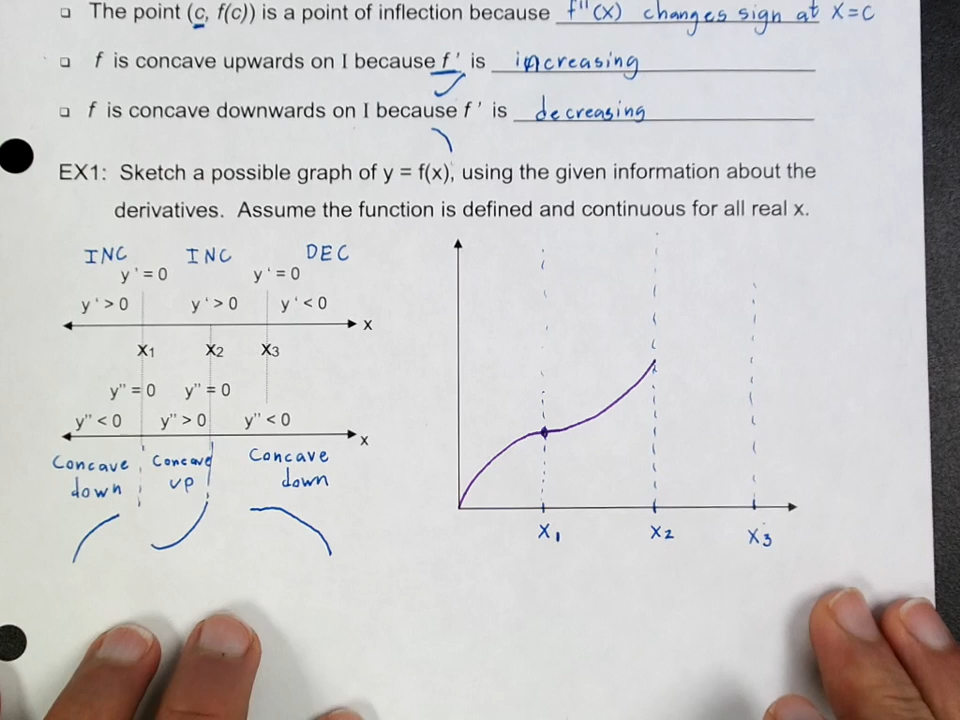 The point (c, f(c)) is a point of inflection because f''(x) changes sign at x=c
f is concave upwards on I because f ' is increasing
f is concave downwards on I because f ' is decreasing
EX1: Sketch a possible graph of y = f(x), using the given information about the
derivatives. Assume the function is defined and continuous for all real x.
INC INC DEC
y ' = 0 y ' = 0
y ' > 0 y ' > 0 y ' < 0
x
X1 X2 X3
y" = 0 y" = 0
y" < 0 y" > 0 y" < 0
x
Concave down Concave up Concave down
X1 X2 X3